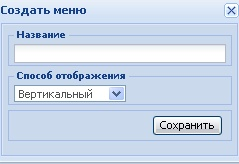 Создать меню
Название
Способ отображения
Вертикальный
Сохранить